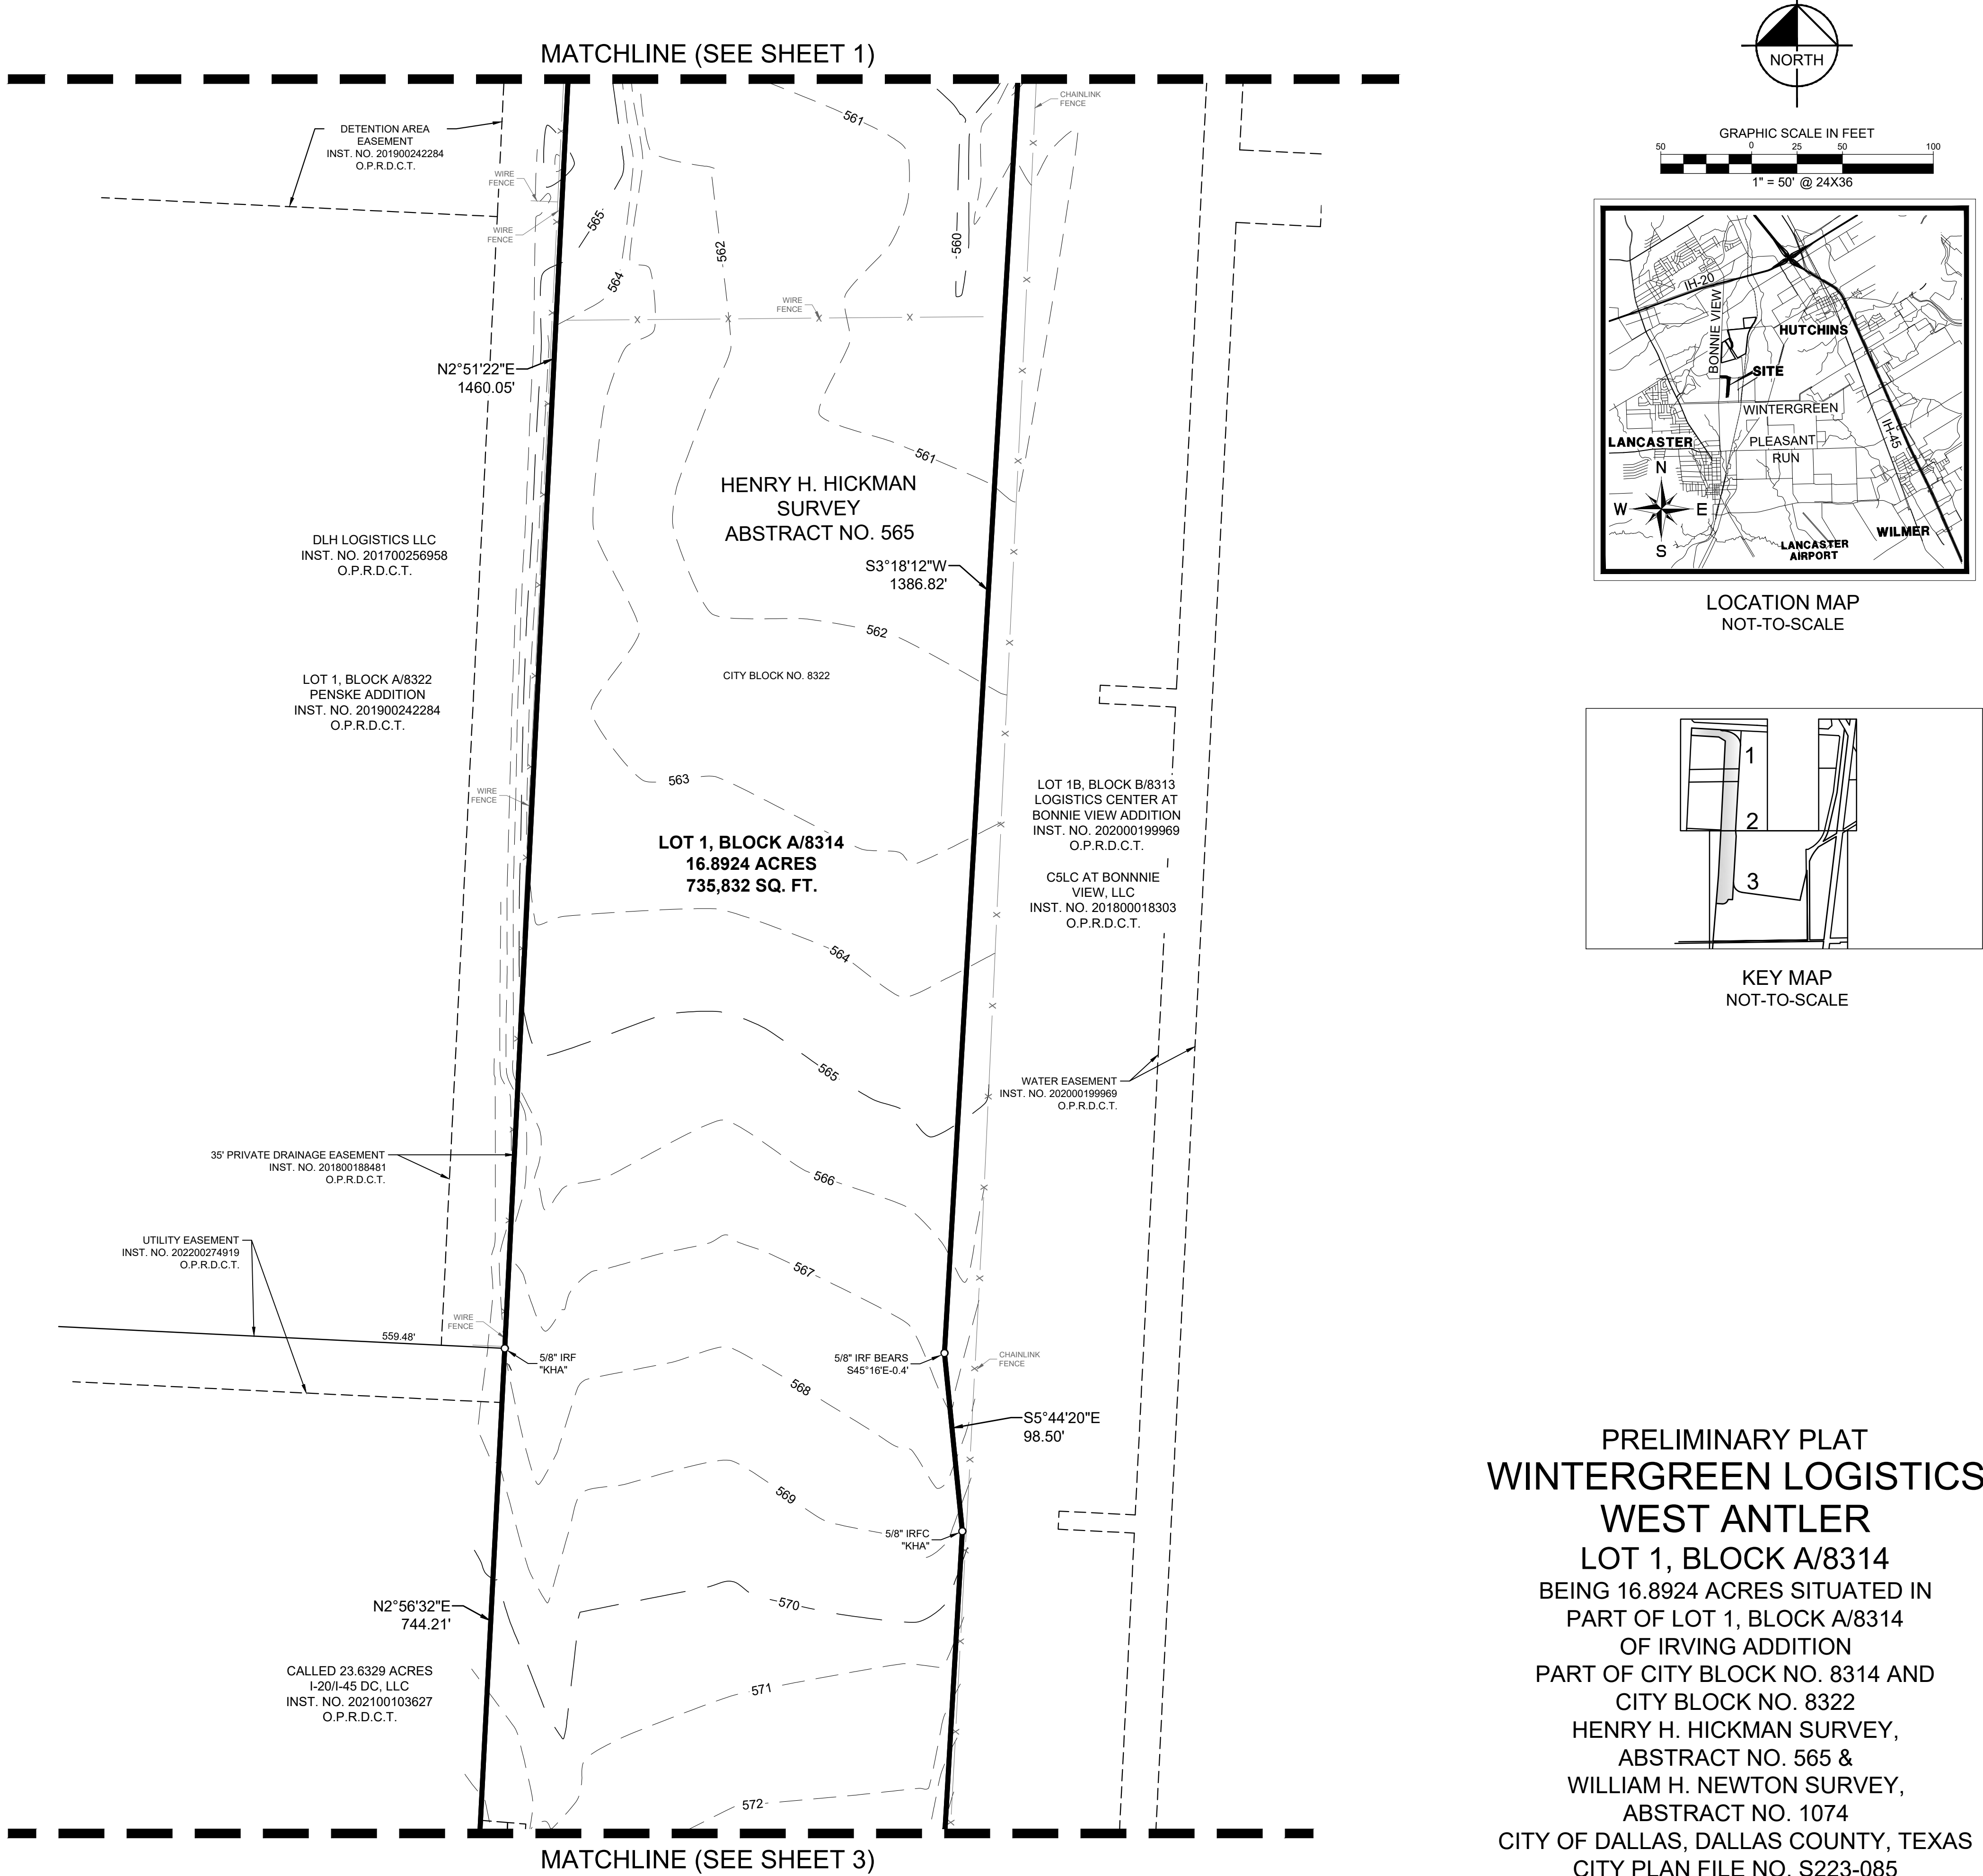 MATCHLINE (SEE SHEET 1)
CHAINLINK
FENCE
561
DETENTION AREA
EASEMENT
INST. NO. 201900242284
O.P.R.D.C.T.
WIRE
FENCE
WIRE
FENCE
565
562
560
564
WIRE
FENCE
N2°51'22"E
1460.05'
561
HENRY H. HICKMAN
SURVEY
ABSTRACT NO. 565
DLH LOGISTICS LLC
INST. NO. 201700256958
O.P.R.D.C.T.
S3°18'12"W
1386.82'
562
CITY BLOCK NO. 8322
LOT 1, BLOCK A/8322
PENSKE ADDITION
INST. NO. 201900242284
O.P.R.D.C.T.
563
WIRE
FENCE
LOT 1B, BLOCK B/8313
LOGISTICS CENTER AT
BONNIE VIEW ADDITION
INST. NO. 202000199969
O.P.R.D.C.T.
LOT 1, BLOCK A/8314
16.8924 ACRES
735,832 SQ. FT.
C5LC AT BONNNIE
VIEW, LLC
INST. NO. 201800018303
O.P.R.D.C.T.
564
565
WATER EASEMENT
INST. NO. 202000199969
O.P.R.D.C.T.
35' PRIVATE DRAINAGE EASEMENT
INST. NO. 201800188481
O.P.R.D.C.T.
566
UTILITY EASEMENT
INST. NO. 202200274919
O.P.R.D.C.T.
567
WIRE
FENCE
559.48'
5/8" IRF
"KHA"
5/8" IRF BEARS
S45°16'E-0.4'
CHAINLINK
FENCE
568
S5°44'20"E
98.50'
569
5/8" IRFC
"KHA"
N2°56'32"E
744.21'
570
CALLED 23.6329 ACRES
I-20/I-45 DC, LLC
INST. NO. 202100103627
O.P.R.D.C.T.
571
572
MATCHLINE (SEE SHEET 3)
NORTH
GRAPHIC SCALE IN FEET
50 0 25 50 100
1" = 50' @ 24X36
IH-20
BONNIE VIEW
HUTCHINS
SITE
WINTERGREEN
LANCASTER
PLEASANT
RUN
IH-45
N
W E
S
WILMER
LANCASTER
AIRPORT
LOCATION MAP
NOT-TO-SCALE
1
2
3
KEY MAP
NOT-TO-SCALE
PRELIMINARY PLAT
WINTERGREEN LOGISTICS
WEST ANTLER
LOT 1, BLOCK A/8314
BEING 16.8924 ACRES SITUATED IN
PART OF LOT 1, BLOCK A/8314
OF IRVING ADDITION
PART OF CITY BLOCK NO. 8314 AND
CITY BLOCK NO. 8322
HENRY H. HICKMAN SURVEY,
ABSTRACT NO. 565 &
WILLIAM H. NEWTON SURVEY,
ABSTRACT NO. 1074
CITY OF DALLAS, DALLAS COUNTY, TEXAS
CITY PLAN FILE NO. S223-085